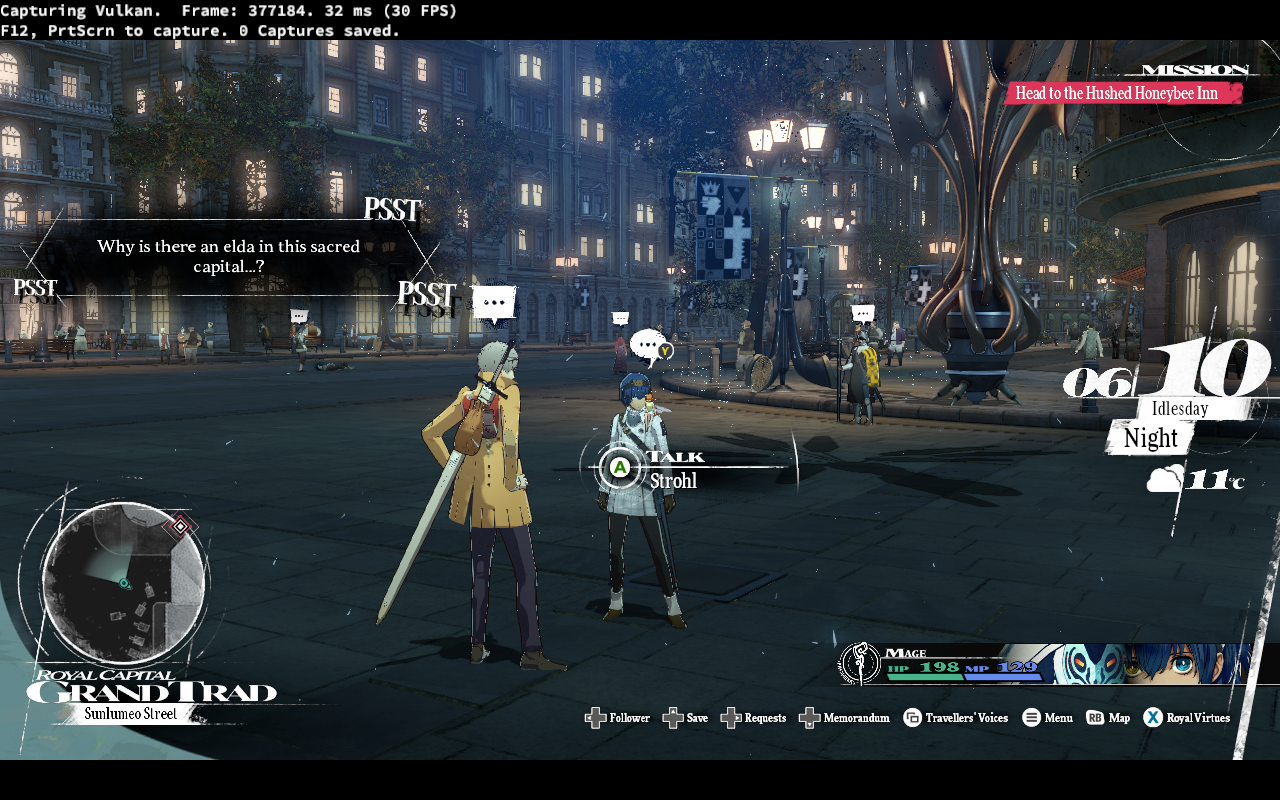 Capturing Vulkan.  Frame: 377184. 32 ms (30 FPS)
F12, PrtScrn to capture. 0 Captures saved.
MISSION
Head to the Hushed Honeybee Inn
PSST
Why is there an elda in this sacred
capital...?
PSST
PSST
...
...
...
...
Y
...
A
TALK
Strohl
06 10
Idlesday
Night
11°C
ROYAL CAPITAL
GRAND TRAD
Sunlumeo Street
MAGE
HP 198 MP 129
Follower
Save
Requests
Memorandum
Travellers' Voices
Menu
RB Map
X Royal Virtues